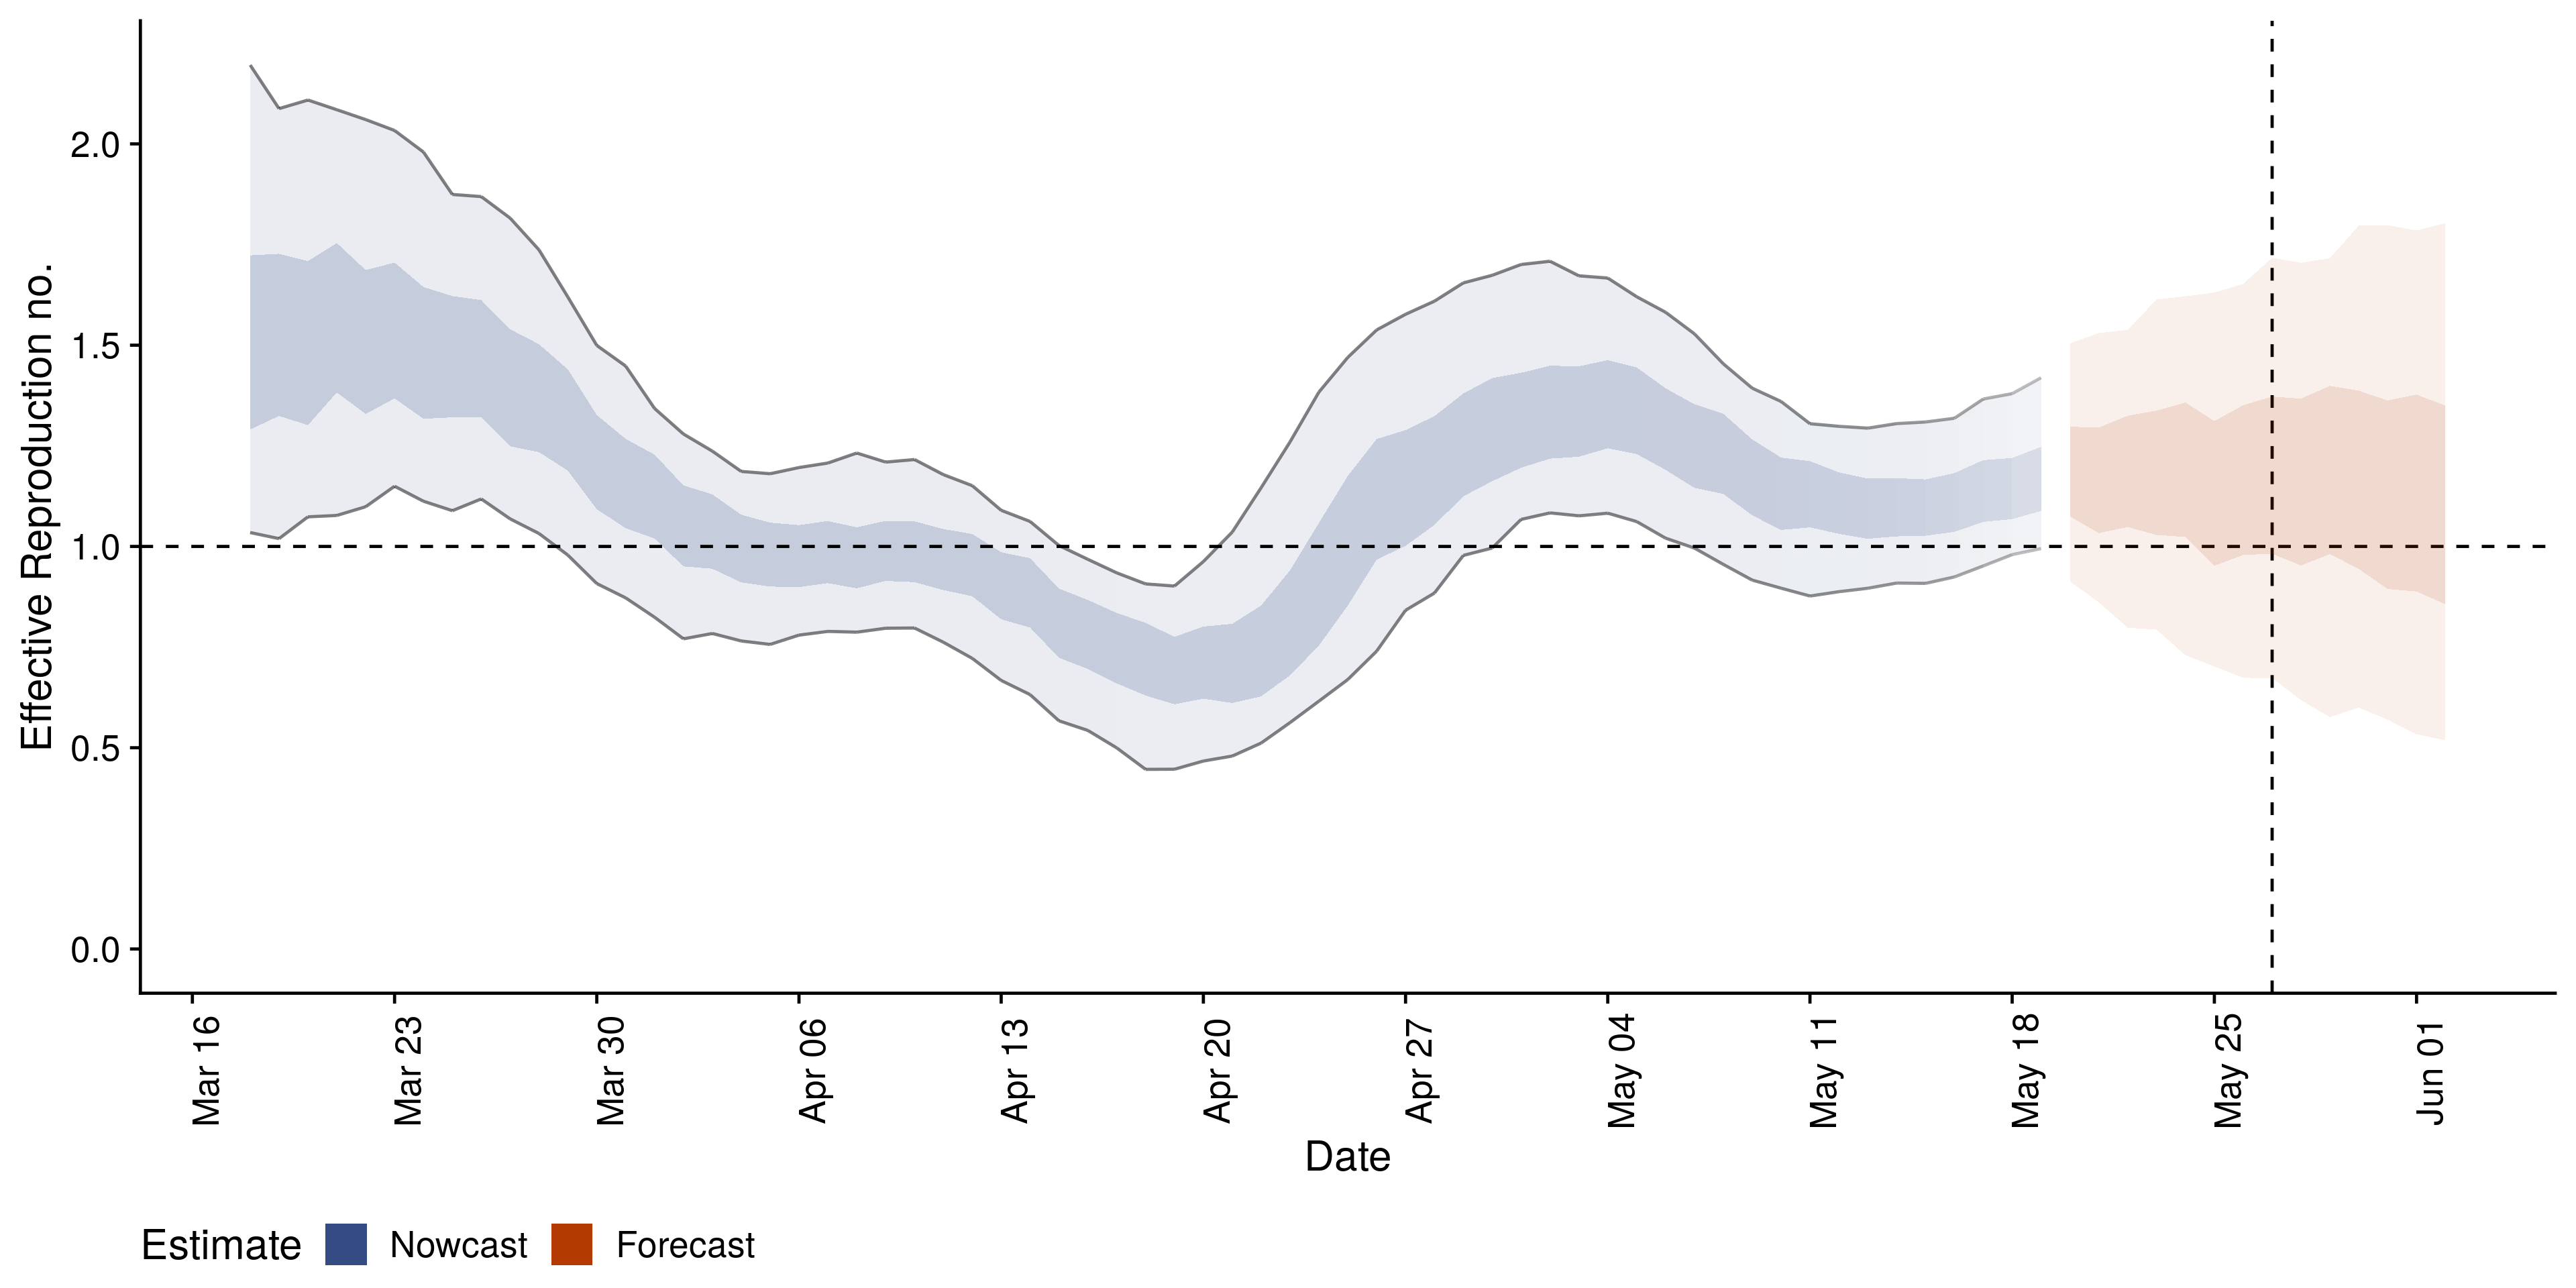 Effective Reproduction no.
2.0
1.5
1.0
0.5
0.0
Mar 16
Mar 23
Mar 30
Apr 06
Apr 13
Apr 20
Apr 27
May 04
May 11
May 18
May 25
Jun 01
Date
Estimate Nowcast Forecast